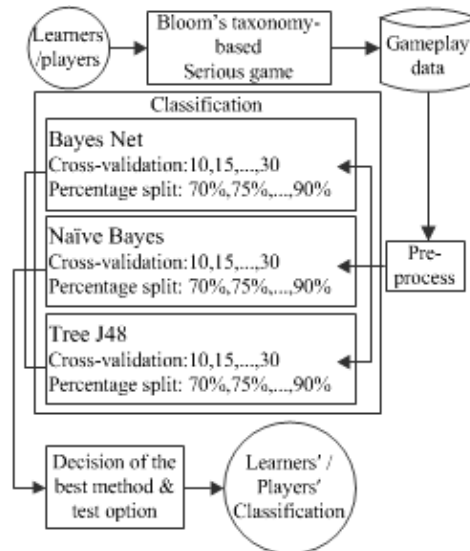 Learners
/players
Bloom's taxonomy-
based
Serious game
Gameplay
data
Classification
Bayes Net
Cross-validation:10,15,...,30
Percentage split: 70%,75%,...,90%
Naïve Bayes
Cross-validation:10,15,...,30
Percentage split: 70%,75%,...,90%
Tree J48
Cross-validation:10,15,...,30
Percentage split: 70%,75%,...,90%
Pre-
process
Decision of the
best method &
test option
Learners' /
Players'
Classification